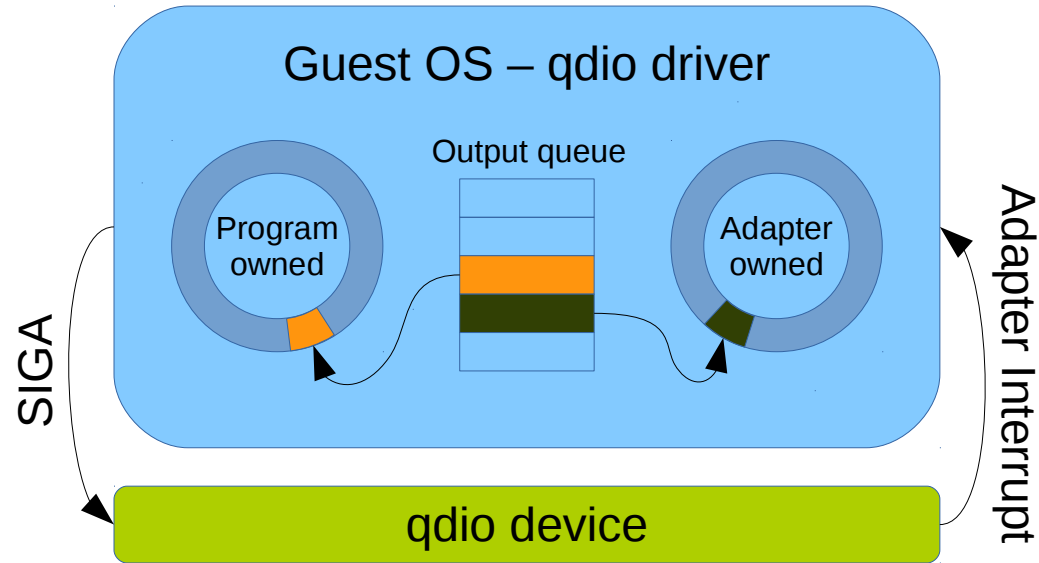 Guest OS – qdio driver
Output queue
Program
owned
Adapter
owned
SIGA
Adapter Interrupt
qdio device